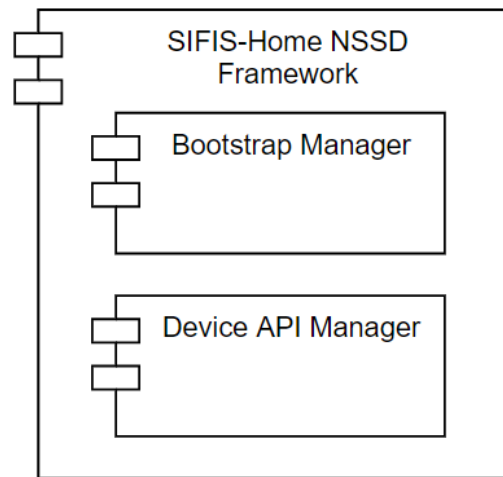 SIFIS-Home NSSD
Framework
Bootstrap Manager
Device API Manager